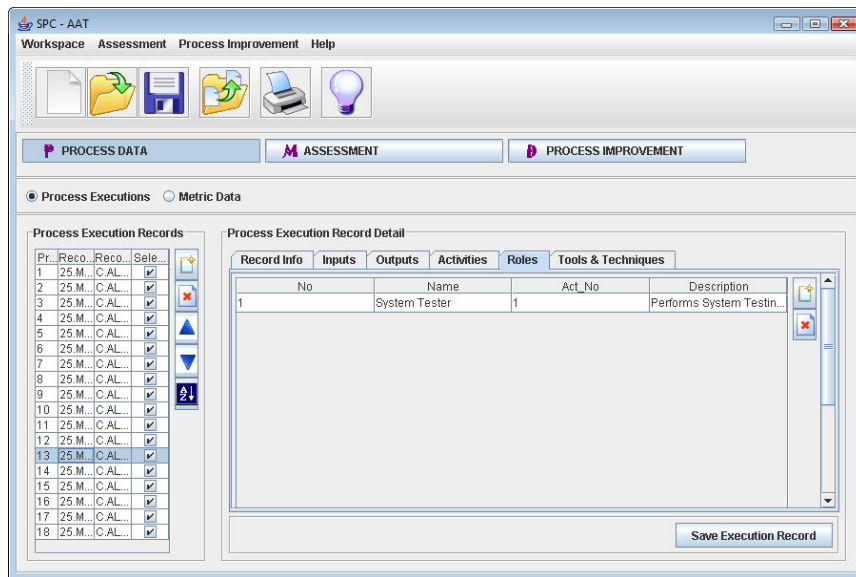 SPC - AAT
Workspace Assessment Process Improvement Help
P PROCESS DATA M ASSESSMENT D PROCESS IMPROVEMENT
Process Executions Metric Data
Process Execution Records Process Execution Record Detail
Record Info Inputs Outputs Activities Roles Tools & Techniques
Pr... Reco... Reco... Sele...
No Name Act_No Description
1 System Tester 1 Performs System Testin...
1 25.M... C.AL...
2 25.M... C.AL...
3 25.M... C.AL...
4 25.M... C.AL...
5 25.M... C.AL...
6 25.M... C.AL...
7 25.M... C.AL...
8 25.M... C.AL...
9 25.M... C.AL...
10 25.M... C.AL...
11 25.M... C.AL...
12 25.M... C.AL...
13 25.M... C.AL...
14 25.M... C.AL...
15 25.M... C.AL...
16 25.M... C.AL...
17 25.M... C.AL...
18 25.M... C.AL...
A
Z
Save Execution Record